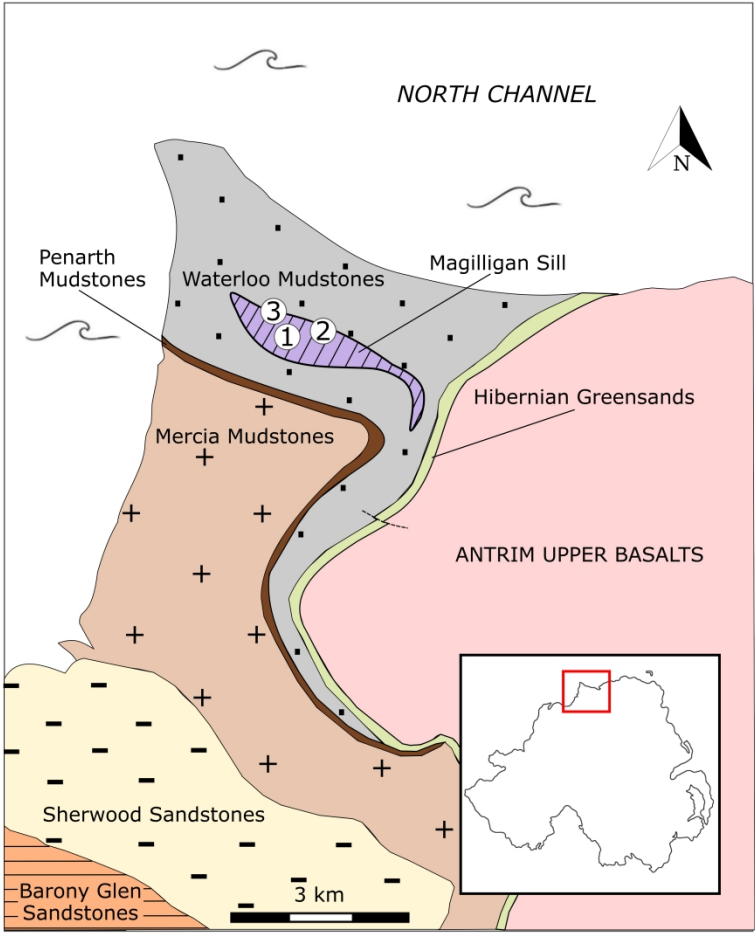 NORTH CHANNEL
N
Penarth
Mudstones
Waterloo Mudstones
Magilligan Sill
3
1
2
Hibernian Greensands
Mercia Mudstones
ANTRIM UPPER BASALTS
Sherwood Sandstones
Barony Glen
Sandstones
3 km